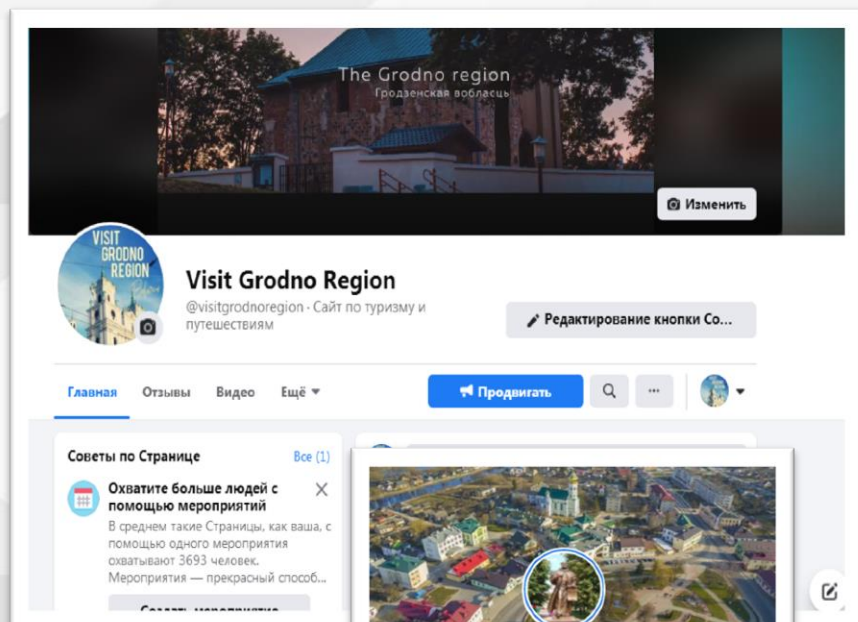 The Grodno region
Гродзенская вобласць
Изменить
VISIT
GRODNO
REGION
Visit Grodno Region
@visitgrodnoregion · Сайт по туризму и
путешествиям
Редактирование кнопки Со...
Главная
Отзывы
Видео
Ещё
Продвигать
Советы по Странице
Все (1)
Охватите больше людей с
помощью мероприятий
В среднем такие Страницы, как ваша, с
помощью одного мероприятия
охватывают 3693 человек.
Мероприятия — прекрасный способ...
Создать мероприятие